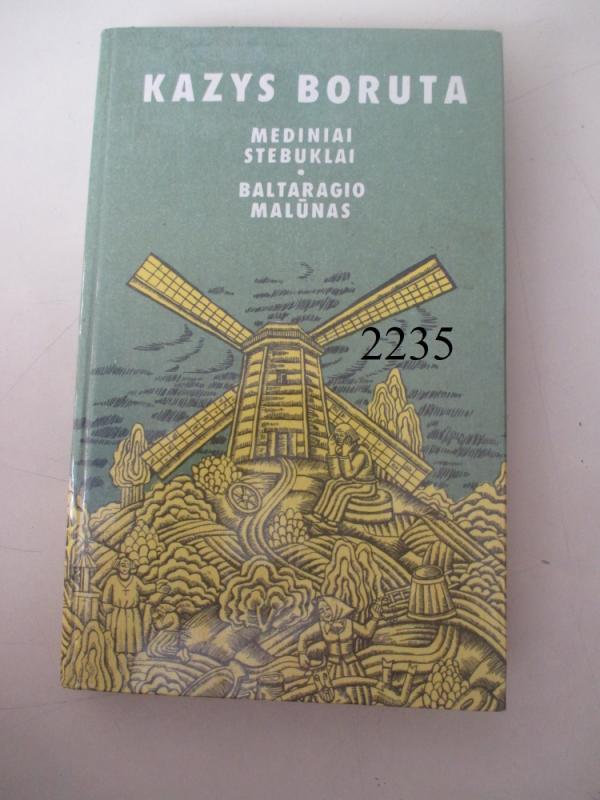 KAZYS BORUTA
MEDINIAI
STEBUKLAI
•
BALTARAGIO
MALŪNAS
2235